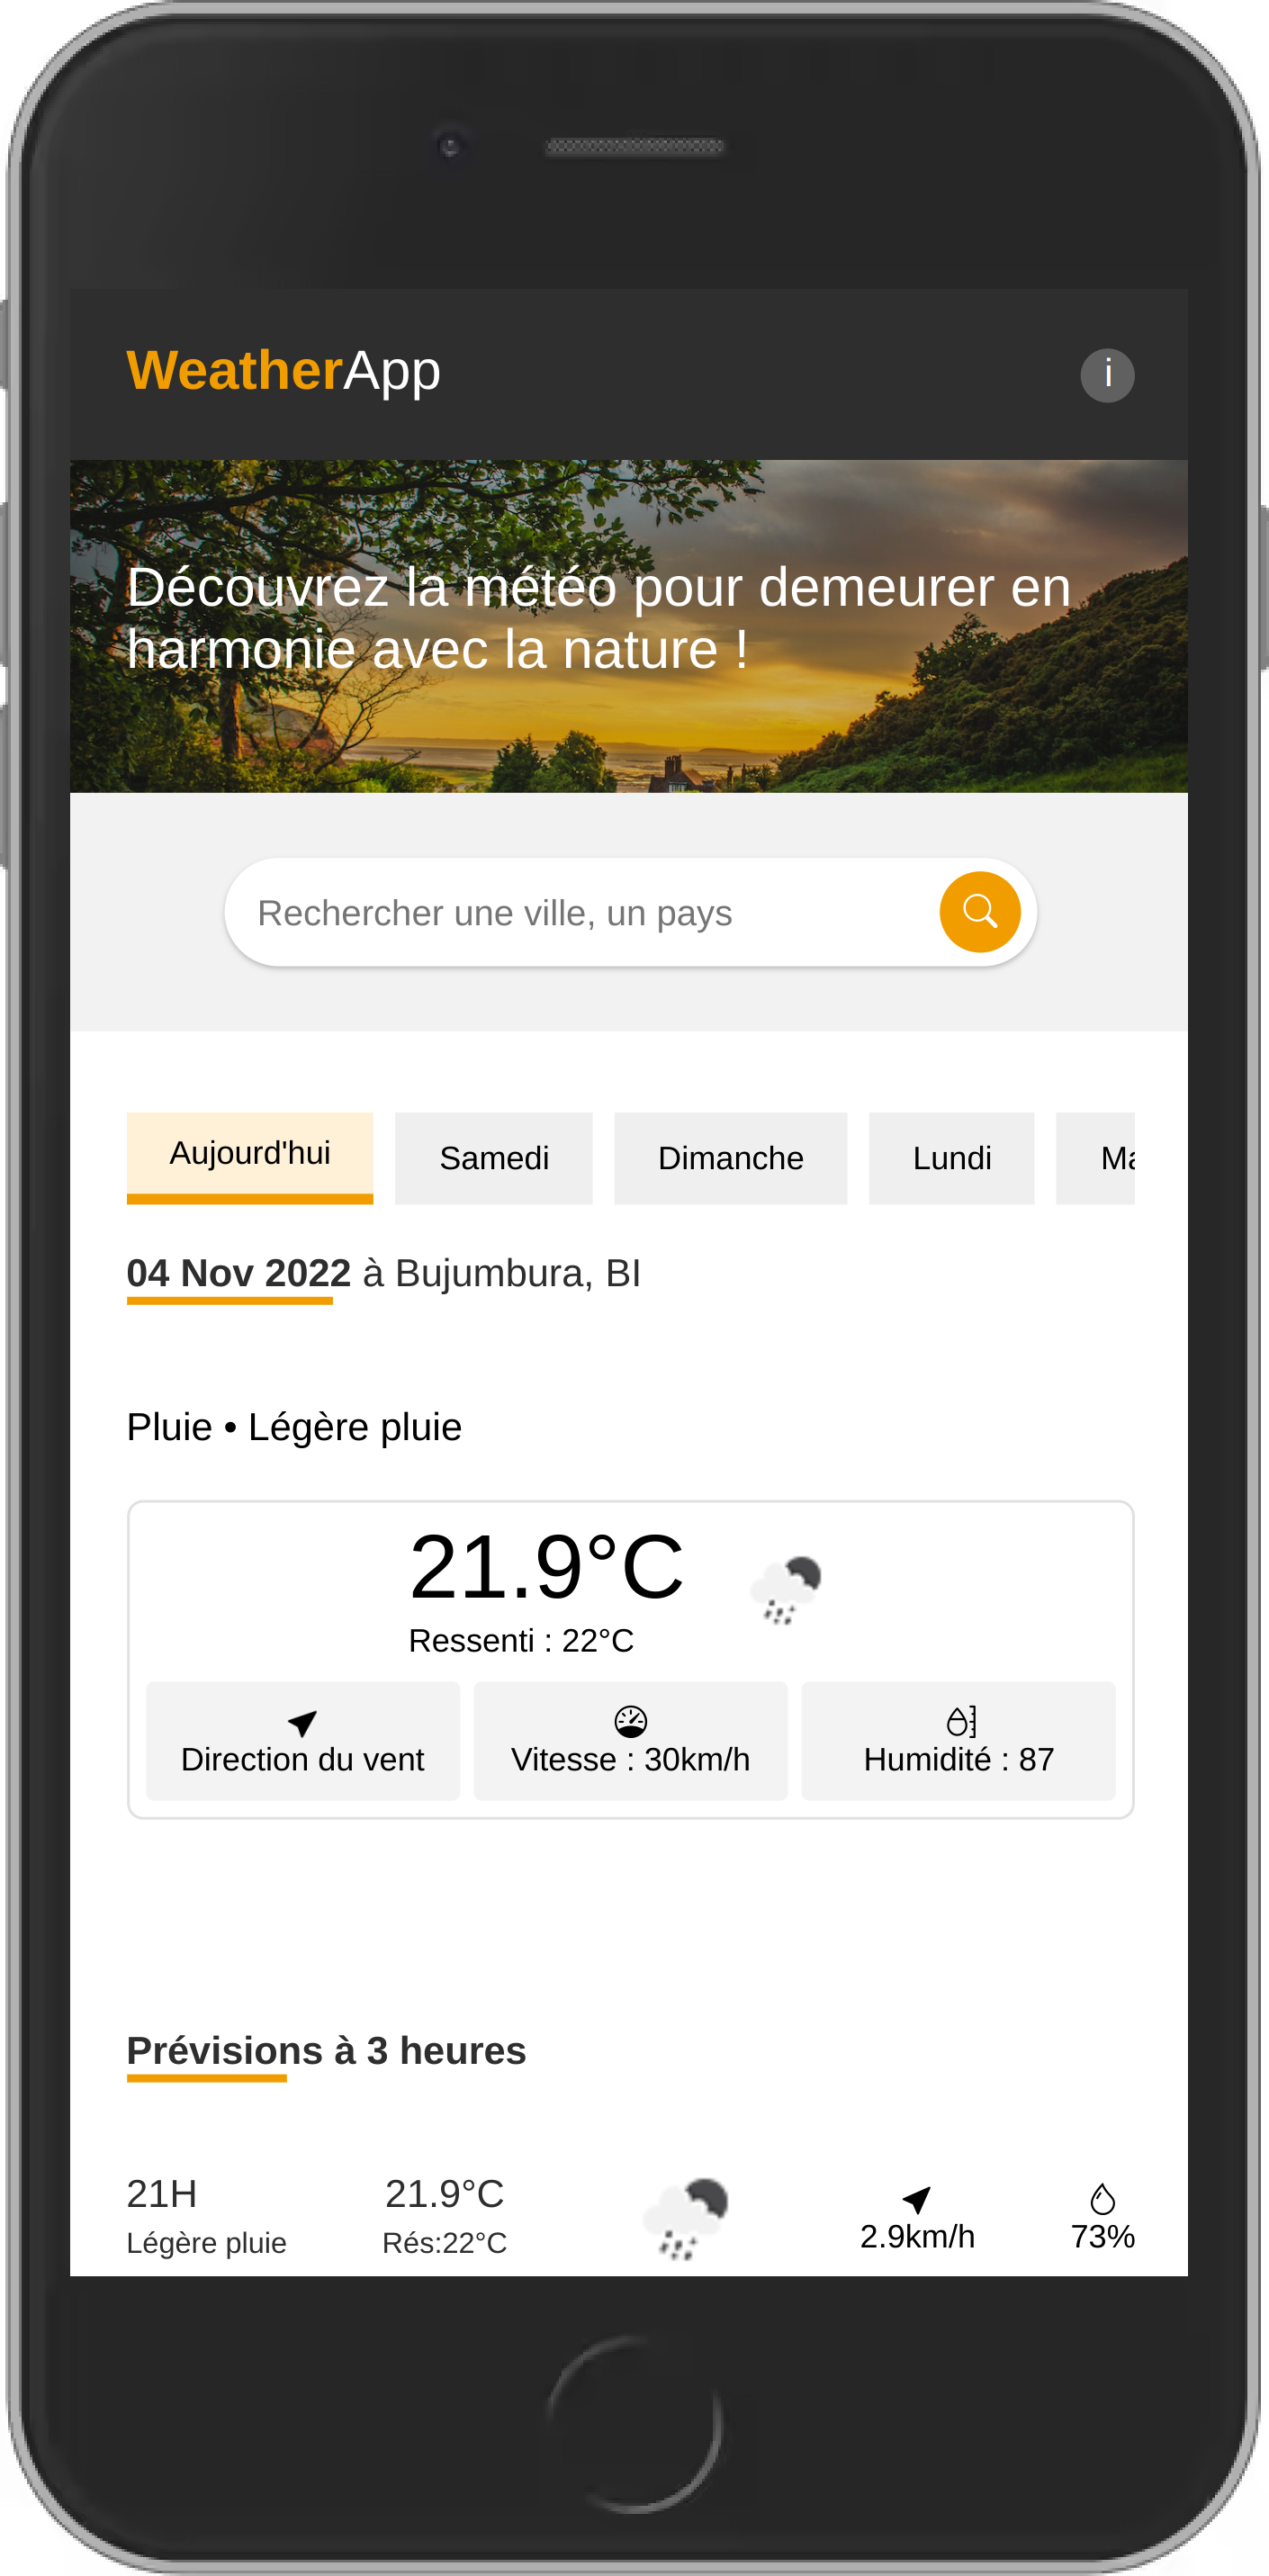 WeatherApp
i
Découvrez la météo pour demeurer en
harmonie avec la nature !
Rechercher une ville, un pays
Aujourd'hui Samedi Dimanche Lundi
04 Nov 2022 à Bujumbura, BI
Pluie • Légère pluie
21.9°C
Ressenti : 22°C
Direction du vent Vitesse : 30km/h Humidité : 87
Prévisions à 3 heures
21H 21.9°C
Légère pluie Rés:22°C 2.9km/h 73%